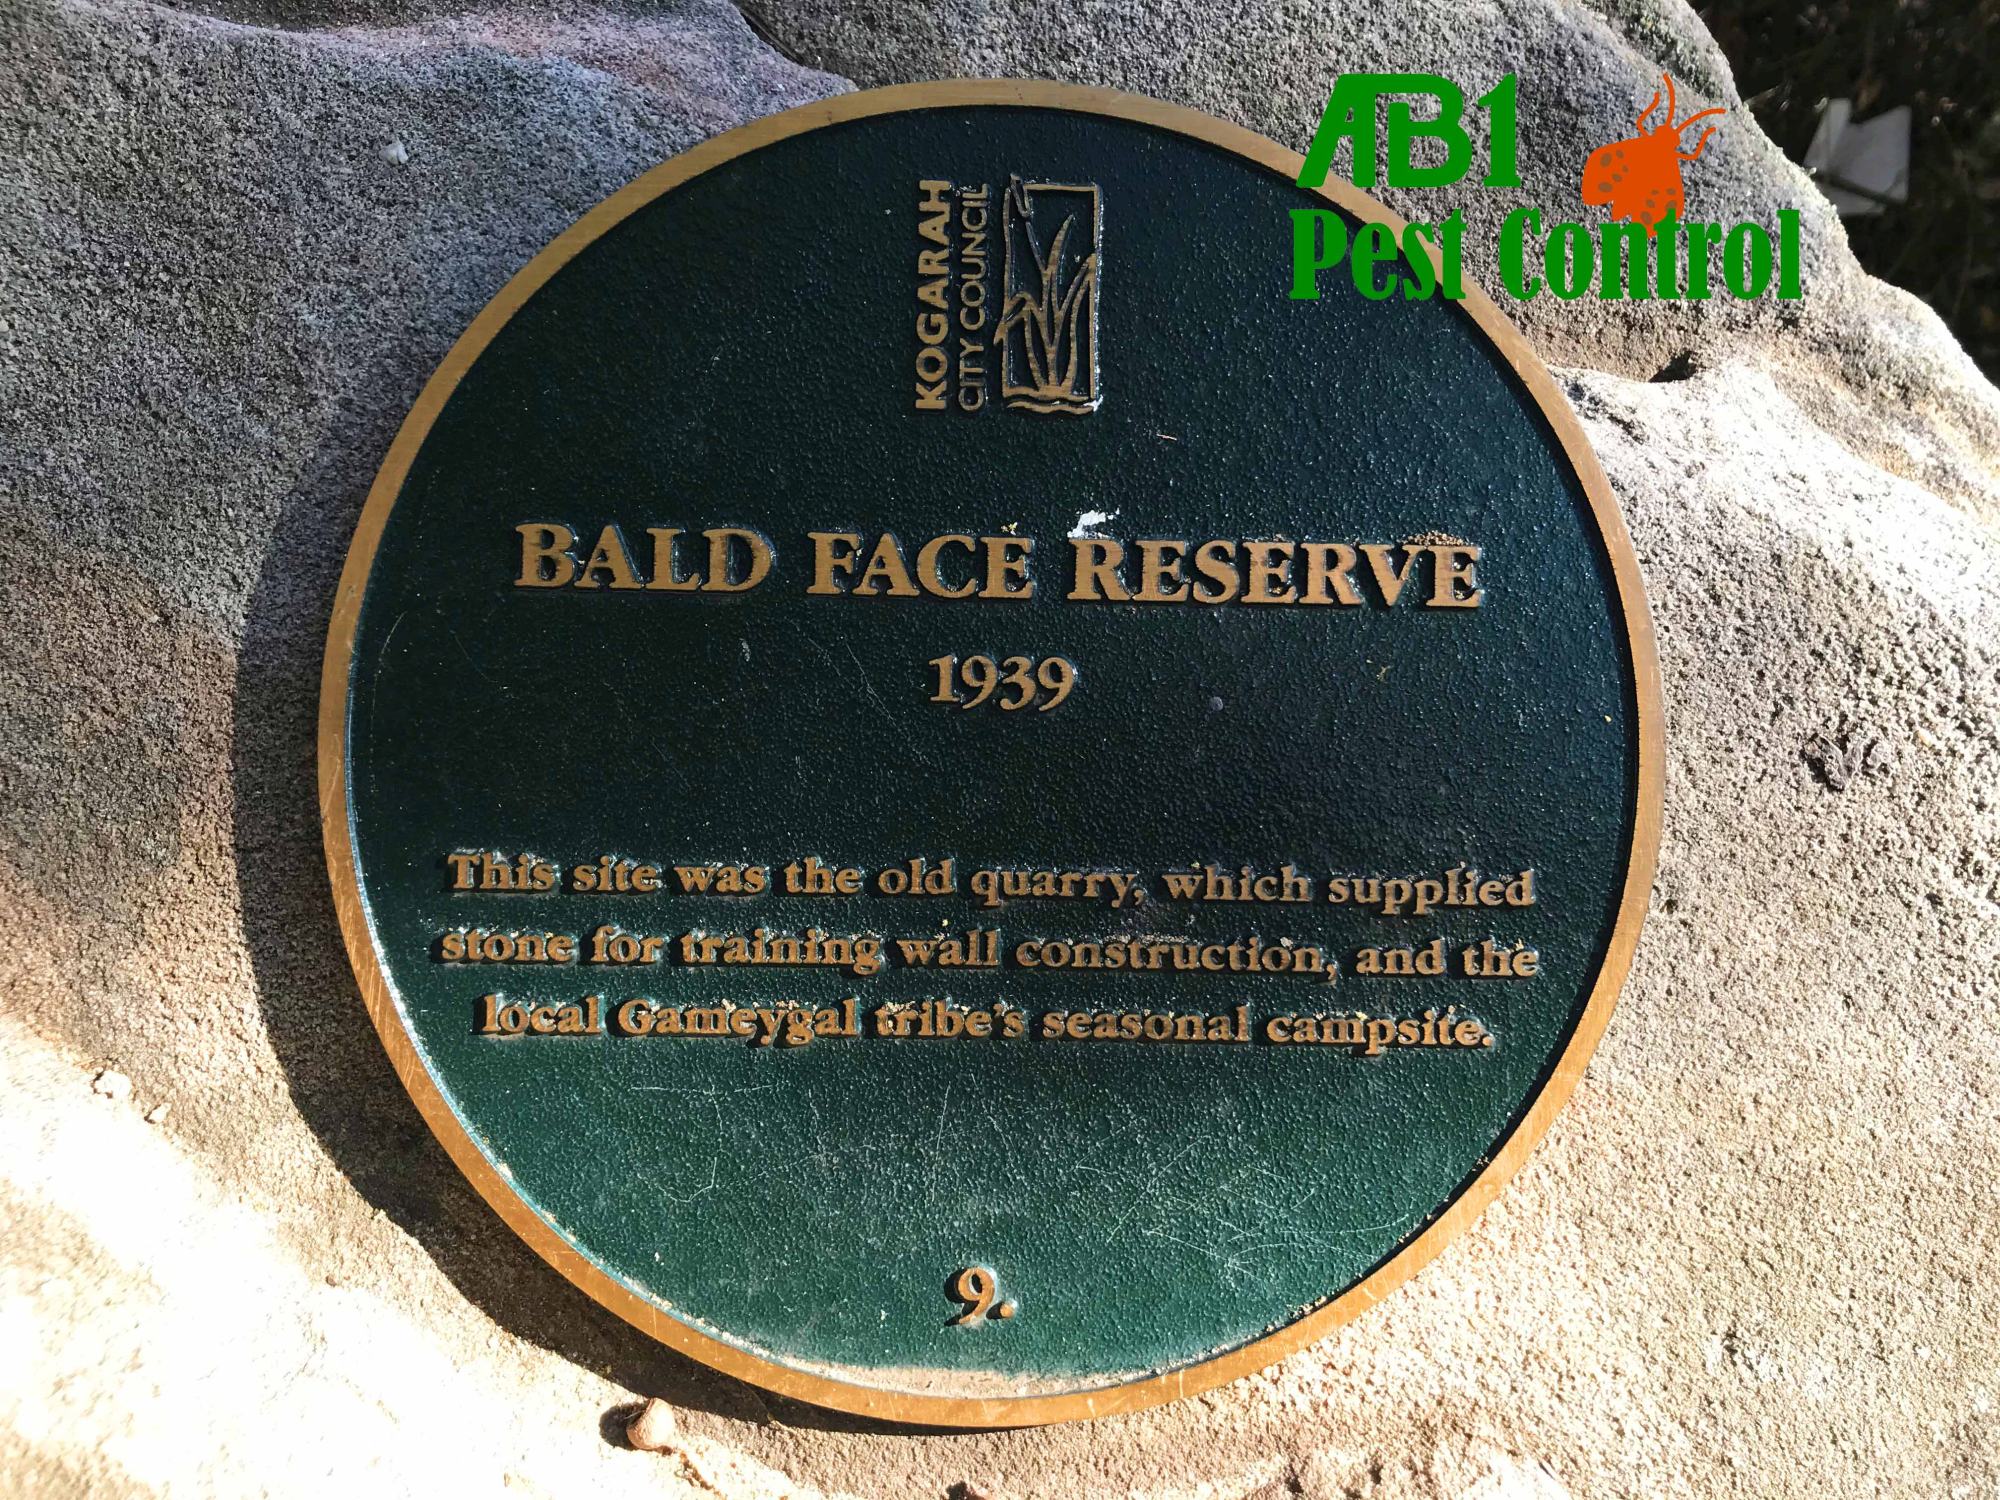 AB1
Pest Control
KOGARAH
CITY COUNCIL
BALD FACE RESERVE
1939
This site was the old quarry, which supplied
stone for training wall construction, and the
local Gameygal tribe's seasonal campsite.
9.